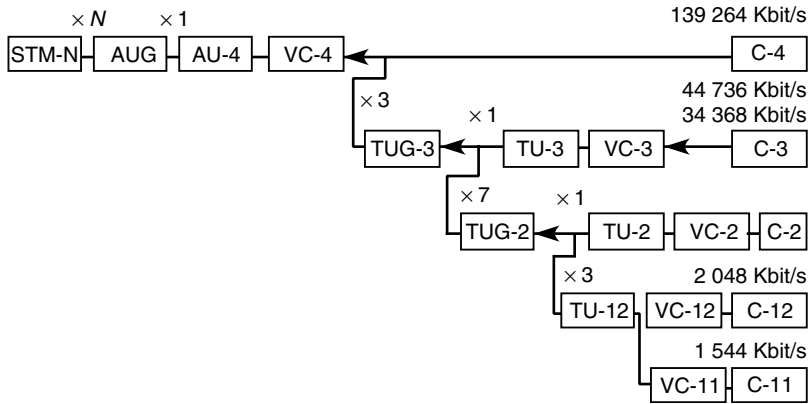 × N × 1 139 264 Kbit/s
STM-N AUG AU-4 VC-4 C-4
44 736 Kbit/s
× 3 × 1 34 368 Kbit/s
TUG-3 TU-3 VC-3 C-3
× 7 × 1
TUG-2 TU-2 VC-2 C-2
× 3 2 048 Kbit/s
TU-12 VC-12 C-12
1 544 Kbit/s
VC-11 C-11